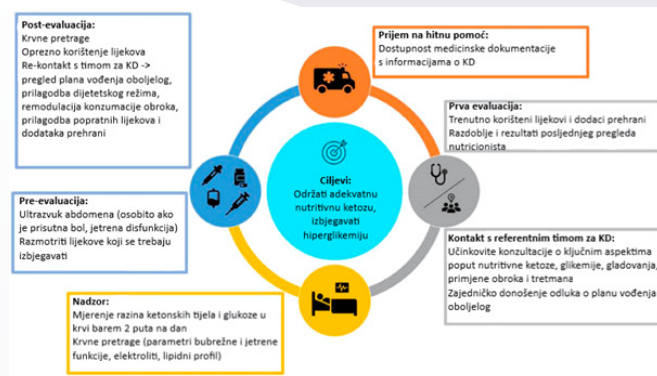 Post-evaluacija:
Krvne pretrage
Oprezno korištenje lijekova
Re-kontakt s timom za KD ->
pregled plana vođenja oboljelog,
prilagodba dijetetskog režima,
remodulacija konzumacije obroka,
prilagodba popratnih lijekova i
dodataka prehrani
Prijem na hitnu pomoć:
Dostupnost medicinske dokumentacije
s informacijama o KD
Prva evaluacija:
Trenutno korišteni lijekovi i dodaci prehrani
Razdoblje i rezultati posljednjeg pregleda
nutricionista
Ciljevi:
Održati adekvatnu
nutritivnu ketozu,
izbjegavati
hiperglikemiju
Pre-evaluacija:
Ultrazvuk abdomena (osobito ako
je prisutna bol, jetrena disfunkcija)
Razmotriti lijekove koji se trebaju
izbjegavati
Kontakt s referentnim timom za KD:
Učinkovite konzultacije o ključnim aspektima
poput nutritivne ketoze, glikemije, gladovanja,
primjene obroka i tretmana
Zajedničko donošenje odluka o planu vođenja
oboljelog
Nadzor:
Mjerenje razina ketonskih tijela i glukoze u
krvi barem 2 puta na dan
Krvne pretrage (parametri bubrežne i jetrene
funkcije, elektroliti, lipidni profil)